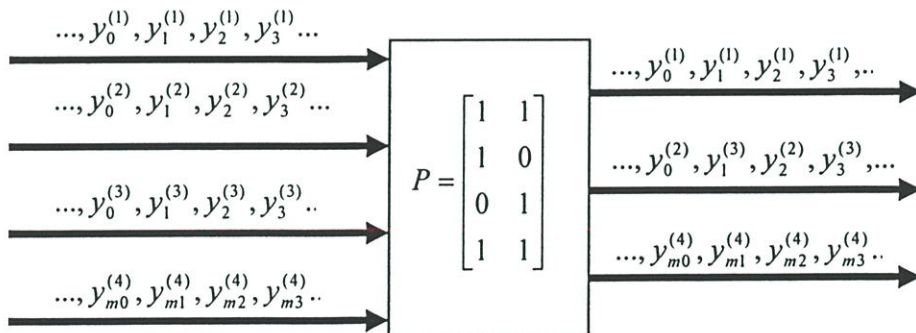 ..., y_0^{(1)}, y_1^{(1)}, y_2^{(1)}, y_3^{(1)} ...
..., y_0^{(2)}, y_1^{(2)}, y_2^{(2)}, y_3^{(2)} ...
..., y_0^{(3)}, y_1^{(3)}, y_2^{(3)}, y_3^{(3)} ..
..., y_{m0}^{(4)}, y_{m1}^{(4)}, y_{m2}^{(4)}, y_{m3}^{(4)} ..
P = [1 1
1 0
0 1
1 1]
..., y_0^{(1)}, y_1^{(1)}, y_2^{(1)}, y_3^{(1)}, ..
..., y_0^{(2)}, y_1^{(3)}, y_2^{(2)}, y_3^{(3)}, ...
..., y_{m0}^{(4)}, y_{m1}^{(4)}, y_{m2}^{(4)}, y_{m3}^{(4)} ..